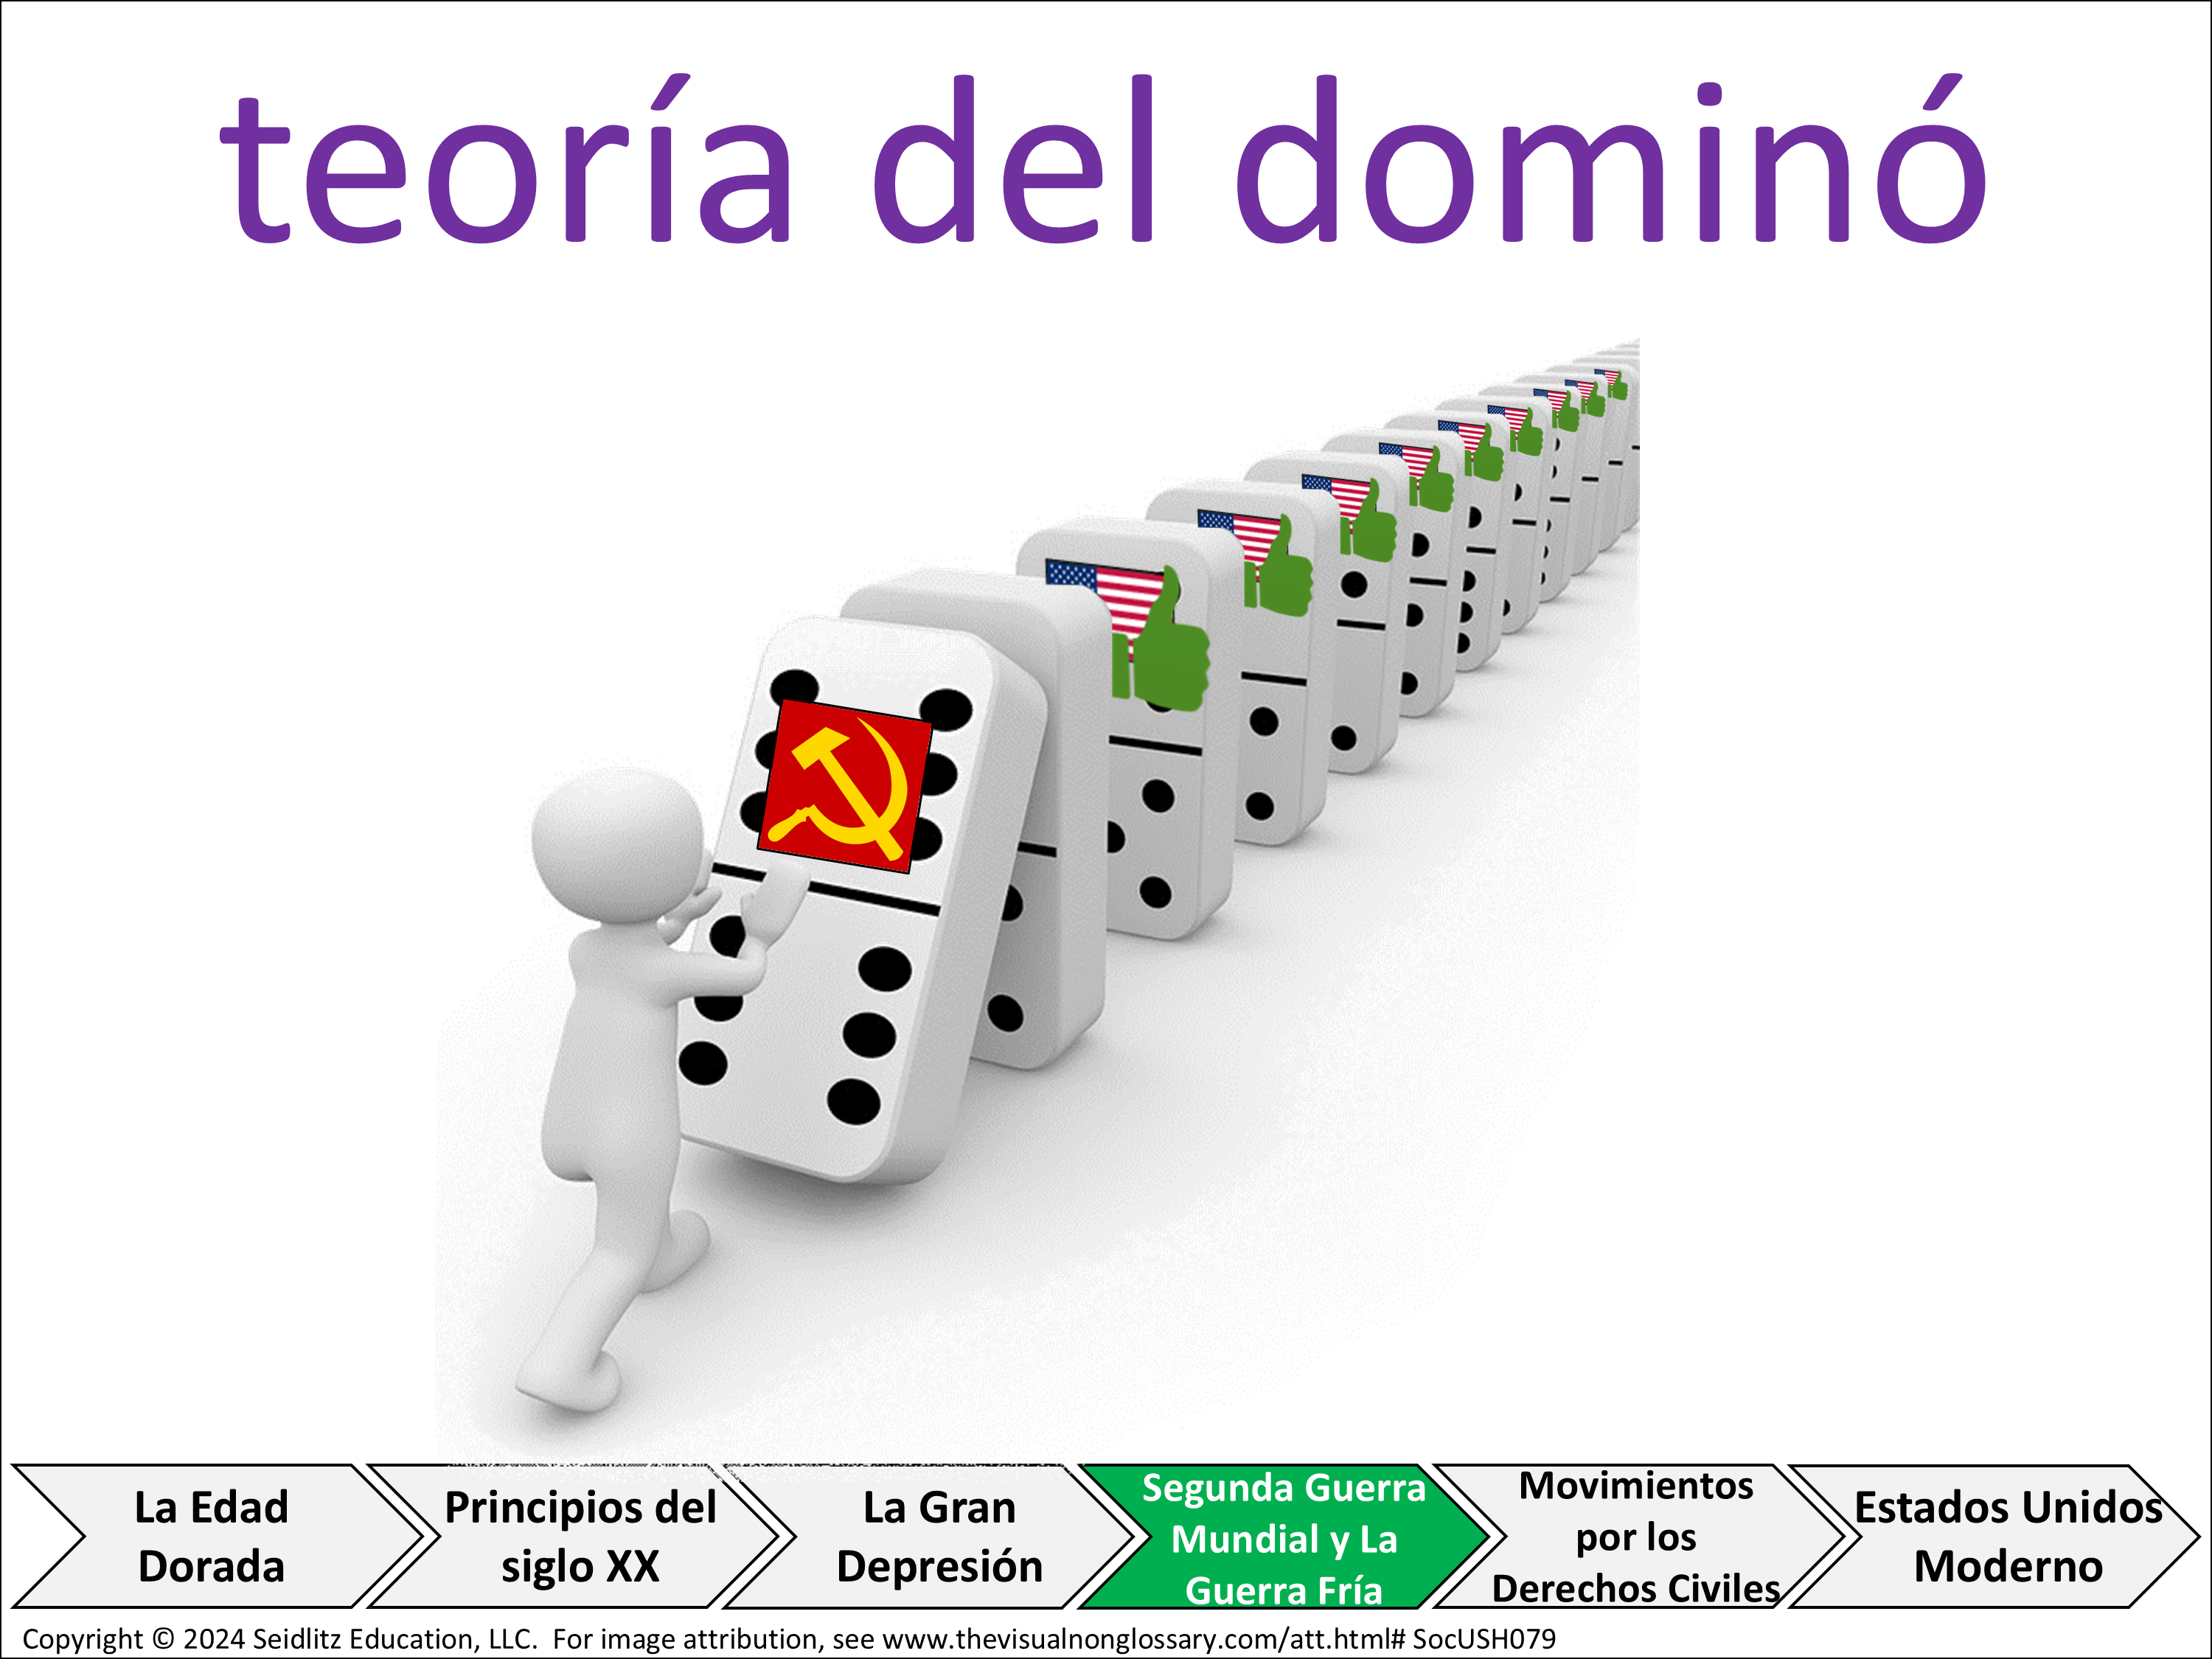 teoría del dominó
La Edad
Dorada
Principios del
siglo XX
La Gran
Depresión
Segunda Guerra
Mundial y La
Guerra Fría
Movimientos
por los
Derechos Civiles
Estados Unidos
Moderno
Copyright © 2024 Seidlitz Education, LLC.  For image attribution, see www.thevisualnonglossary.com/att.html# SocUSH079